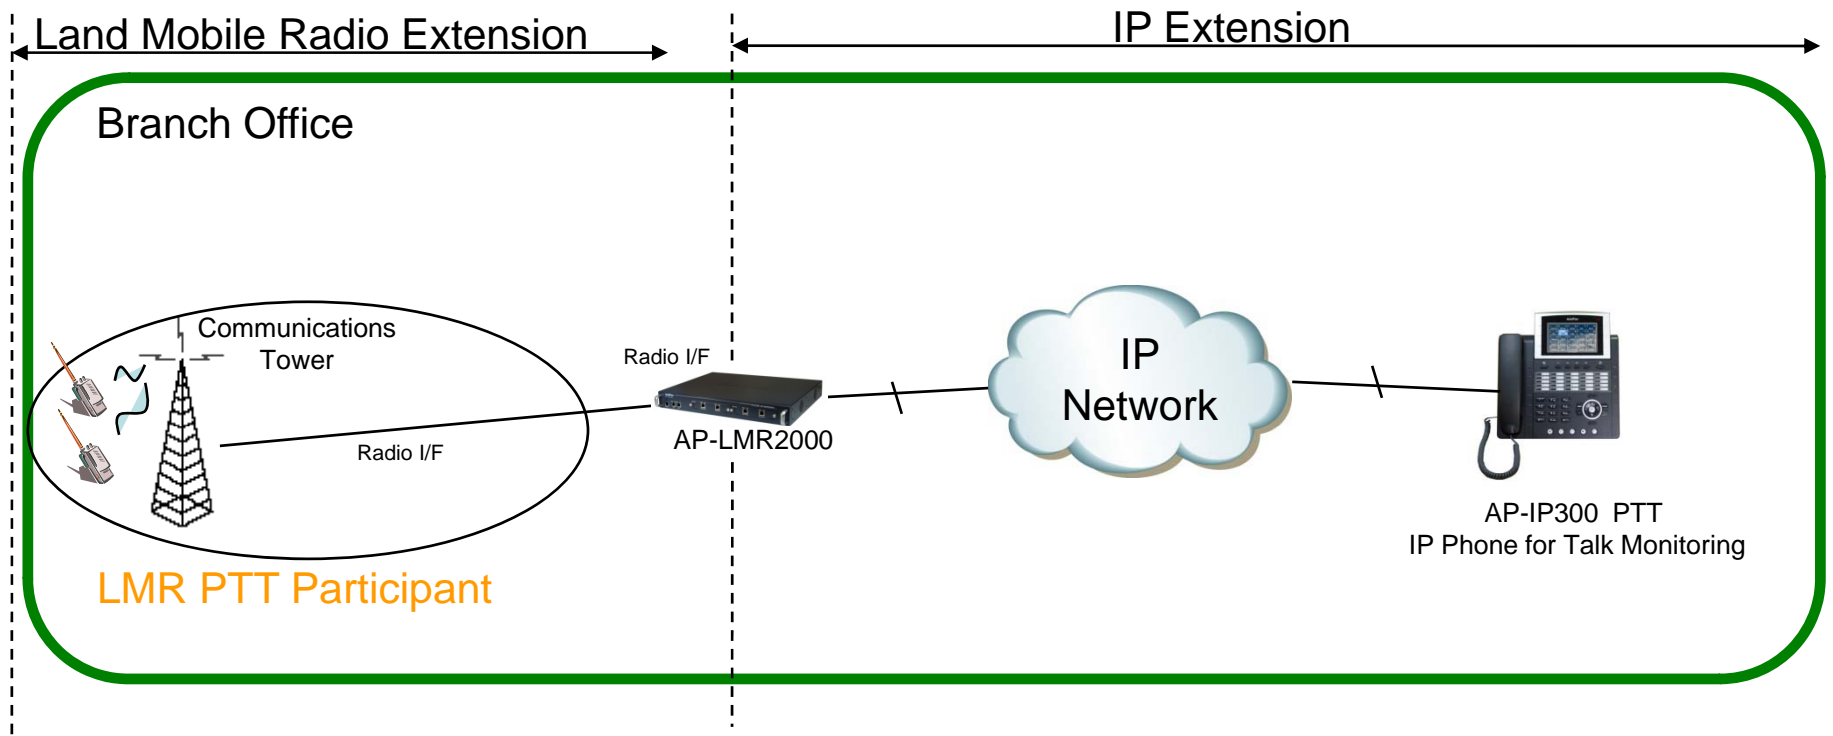 Land Mobile Radio Extension
IP Extension
Branch Office
Communications
Tower
Radio I/F
Radio I/F
AP-LMR2000
IP
Network
AP-IP300 PTT
IP Phone for Talk Monitoring
LMR PTT Participant